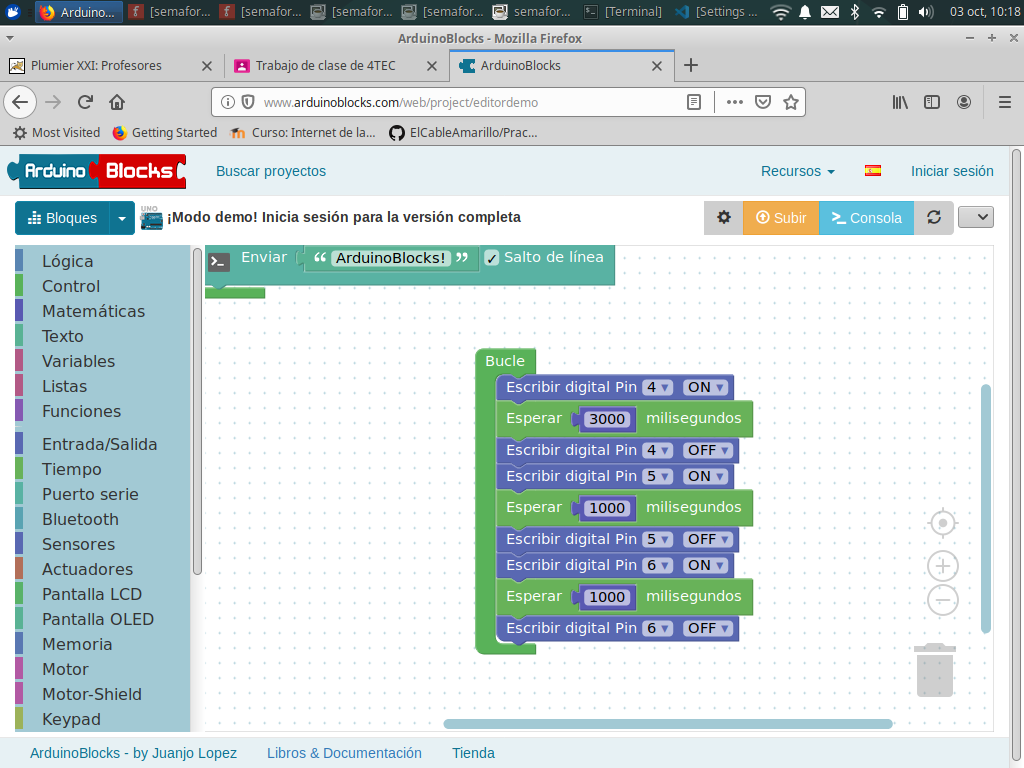 Arduino... [semafor... [semafor... [semafor... [semafor... semafor... [Terminal] [Settings ... 03 oct, 10:18
ArduinoBlocks - Mozilla Firefox
Plumier XXI: Profesores Trabajo de clase de 4TEC ArduinoBlocks
www.arduinoblocks.com/web/project/editordemo
Most Visited Getting Started Curso: Internet de la... ElCableAmarillo/Prac...
Arduino Blocks Buscar proyectos Recursos Iniciar sesión
Bloques UNO ¡Modo demo! Inicia sesión para la versión completa Subir Consola
Lógica
Control
Matemáticas
Texto
Variables
Listas
Funciones
Entrada/Salida
Tiempo
Puerto serie
Bluetooth
Sensores
Actuadores
Pantalla LCD
Pantalla OLED
Memoria
Motor
Motor-Shield
Keypad
Enviar “ ArduinoBlocks! ” Salto de línea
Bucle
Escribir digital Pin 4 ON
Esperar 3000 milisegundos
Escribir digital Pin 4 OFF
Escribir digital Pin 5 ON
Esperar 1000 milisegundos
Escribir digital Pin 5 OFF
Escribir digital Pin 6 ON
Esperar 1000 milisegundos
Escribir digital Pin 6 OFF
ArduinoBlocks - by Juanjo Lopez Libros & Documentación Tienda